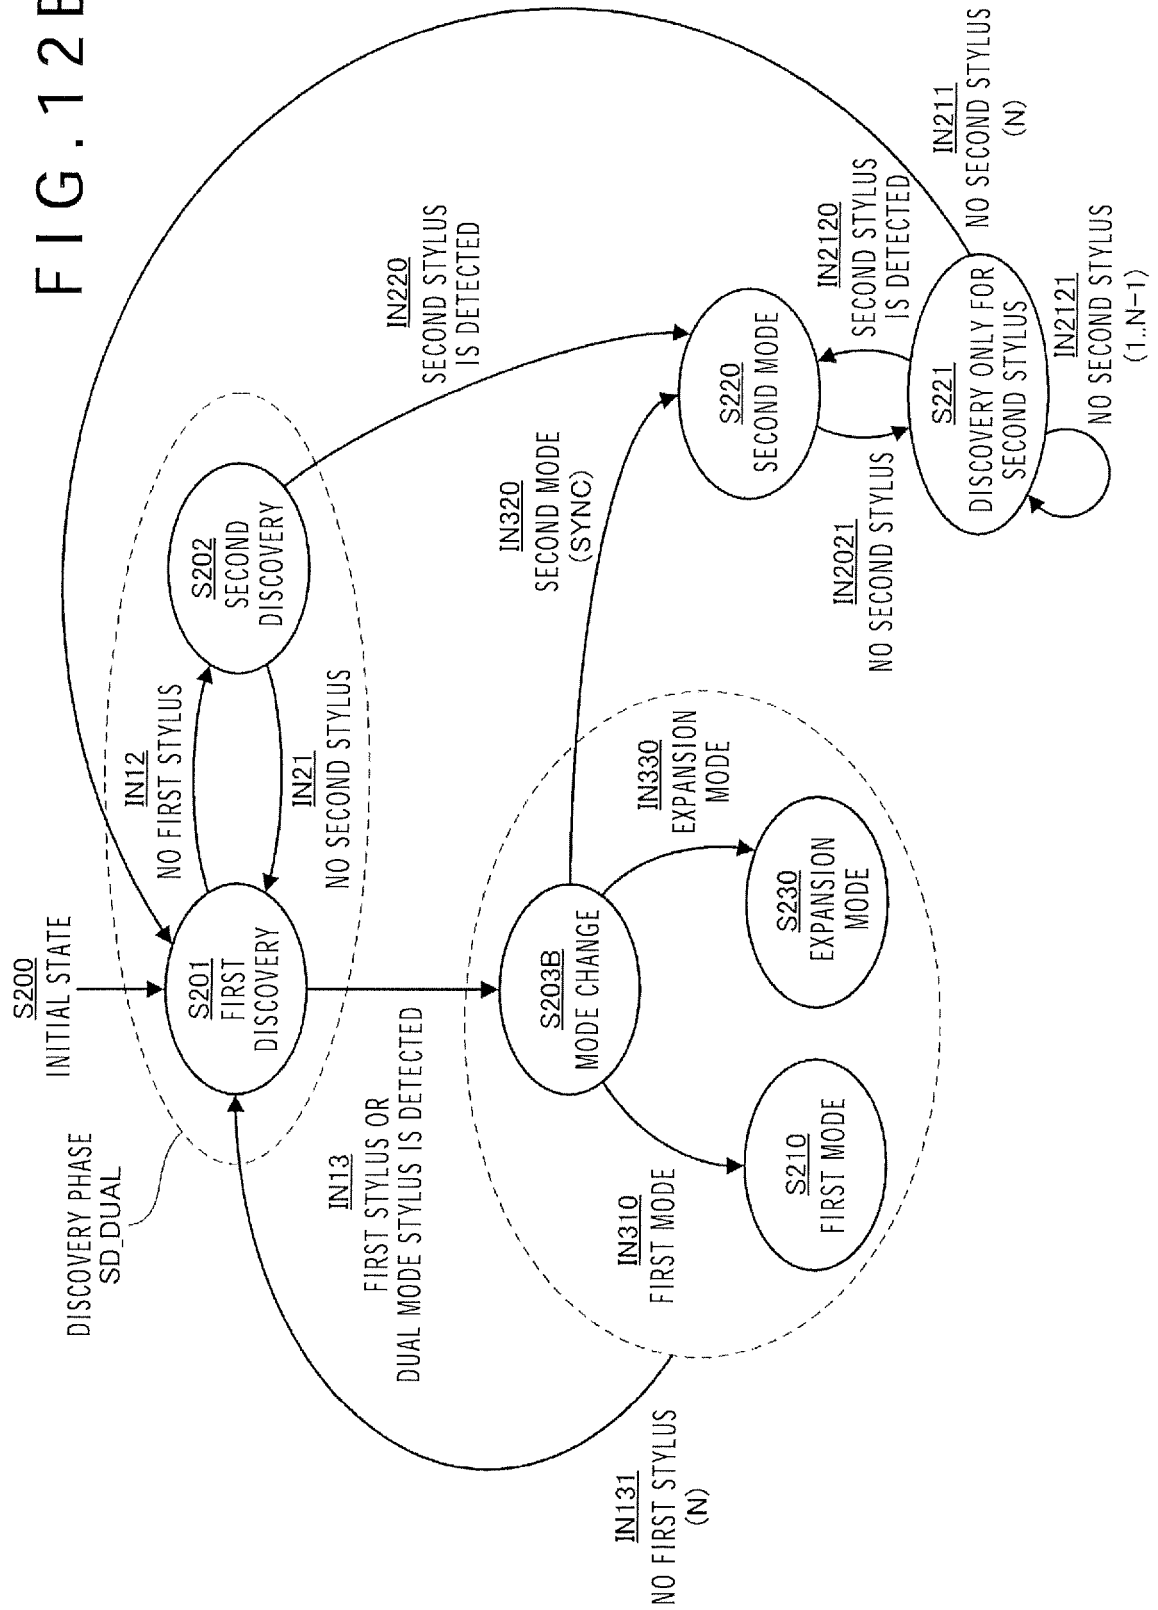 FIG.12B
S200
INITIAL STATE
DISCOVERY PHASE
SD_DUAL
S201
FIRST
DISCOVERY
IN12
NO FIRST STYLUS
IN21
NO SECOND STYLUS
S202
SECOND
DISCOVERY
IN13
FIRST STYLUS OR
DUAL MODE STYLUS IS DETECTED
IN220
SECOND STYLUS
IS DETECTED
IN131
NO FIRST STYLUS
(N)
S203B
MODE CHANGE
IN310
FIRST MODE
S210
FIRST MODE
IN330
EXPANSION
MODE
S230
EXPANSION
MODE
IN320
SECOND MODE
(SYNC)
S220
SECOND MODE
IN2021
NO SECOND STYLUS
IN2120
SECOND STYLUS
IS DETECTED
S221
DISCOVERY ONLY FOR
SECOND STYLUS
IN211
NO SECOND STYLUS
(N)
IN2121
NO SECOND STYLUS
(1..N-1)